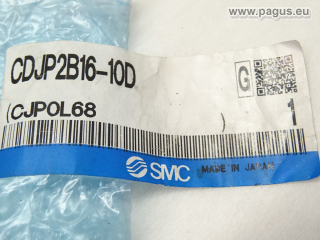 www.pagus.eu
CDJP2B16-10D
G
(CJPOL68 )
1
SMC
MADE IN JAPAN